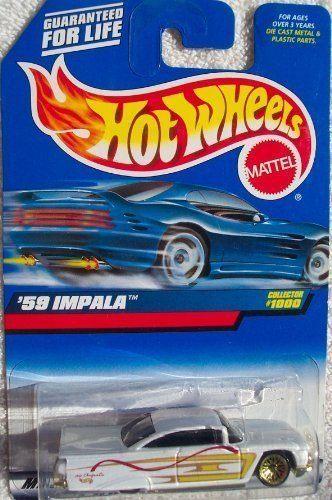 GUARANTEED
FOR LIFE
FOR AGES
OVER 3 YEARS
DIE CAST METAL &
PLASTIC PARTS.
HOT WHEELS
MATTEL
®
'59 IMPALA™
COLLECTOR
#1000